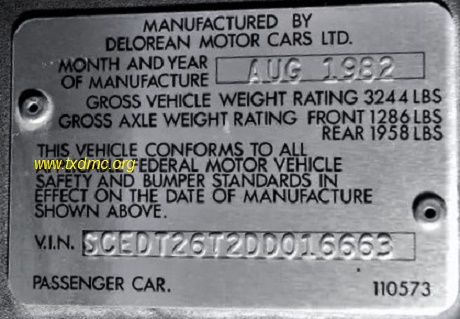 MANUFACTURED BY
DELOREAN MOTOR CARS LTD.
MONTH AND YEAR
OF MANUFACTURE AUG 1982
GROSS VEHICLE WEIGHT RATING 3244 LBS
GROSS AXLE WEIGHT RATING FRONT 1286 LBS
REAR 1958 LBS
THIS VEHICLE CONFORMS TO ALL
www.txdmc.org FEDERAL MOTOR VEHICLE
SAFETY AND BUMPER STANDARDS IN
EFFECT ON THE DATE OF MANUFACTURE
SHOWN ABOVE.
V.I.N. SCEDT26T2DD016663
PASSENGER CAR. 110573